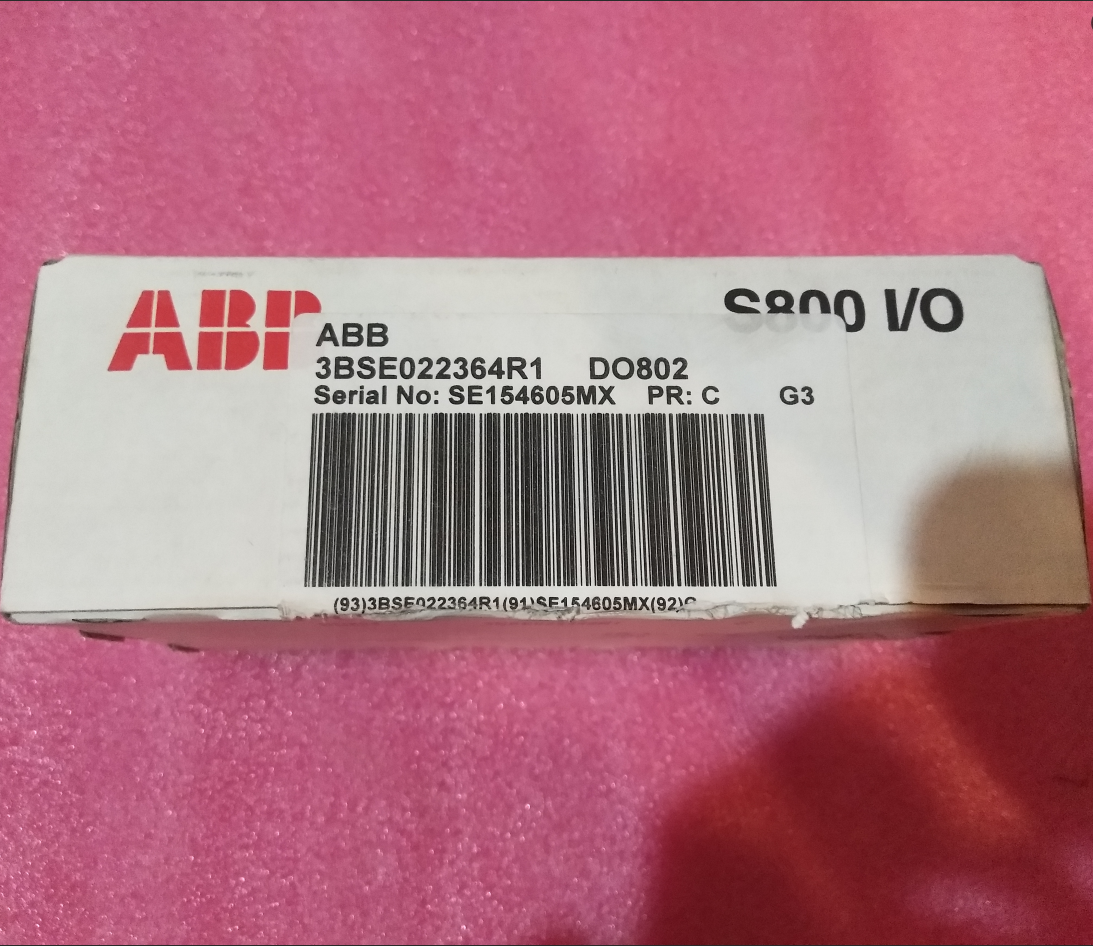 ABB
S800 I/O
ABB
3BSE022364R1 DO802
Serial No: SE154605MX PR: C G3
(93)3BSE022364R1(91)SE154605MX(92)C